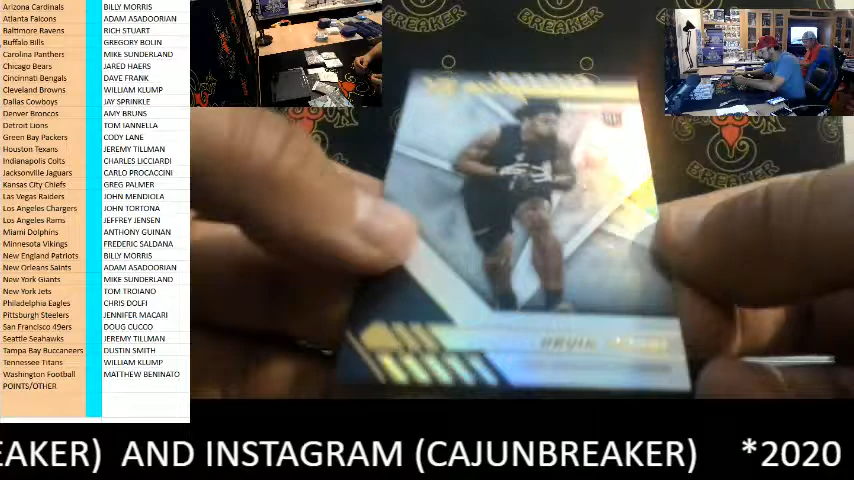 Arizona Cardinals BILLY MORRIS
Atlanta Falcons ADAM ASADOORIAN
Baltimore Ravens RICH STUART
Buffalo Bills GREGORY BOLIN
Carolina Panthers MIKE SUNDERLAND
Chicago Bears JARED HAERS
Cincinnati Bengals DAVE FRANK
Cleveland Browns WILLIAM KLUMP
Dallas Cowboys JAY SPRINKLE
Denver Broncos AMY BRUNS
Detroit Lions TOM IANNELLA
Green Bay Packers CODY LANE
Houston Texans JEREMY TILLMAN
Indianapolis Colts CHARLES LICCIARDI
Jacksonville Jaguars CARLO PROCACCINI
Kansas City Chiefs GREG PALMER
Las Vegas Raiders JOHN MENDIOLA
Los Angeles Chargers JOHN TORTONA
Los Angeles Rams JEFFREY JENSEN
Miami Dolphins ANTHONY GUINAN
Minnesota Vikings FREDERIC SALDANA
New England Patriots BILLY MORRIS
New Orleans Saints ADAM ASADOORIAN
New York Giants MIKE SUNDERLAND
New York Jets TOM TROIANO
Philadelphia Eagles CHRIS DOLFI
Pittsburgh Steelers JENNIFER MACARI
San Francisco 49ers DOUG CUCCO
Seattle Seahawks JEREMY TILLMAN
Tampa Bay Buccaneers DUSTIN SMITH
Tennessee Titans WILLIAM KLUMP
Washington Football MATTHEW BENINATO
POINTS/OTHER
BREAKER
BREAKER
BREAKER
EAKER) AND INSTAGRAM (CAJUNBREAKER) *2020